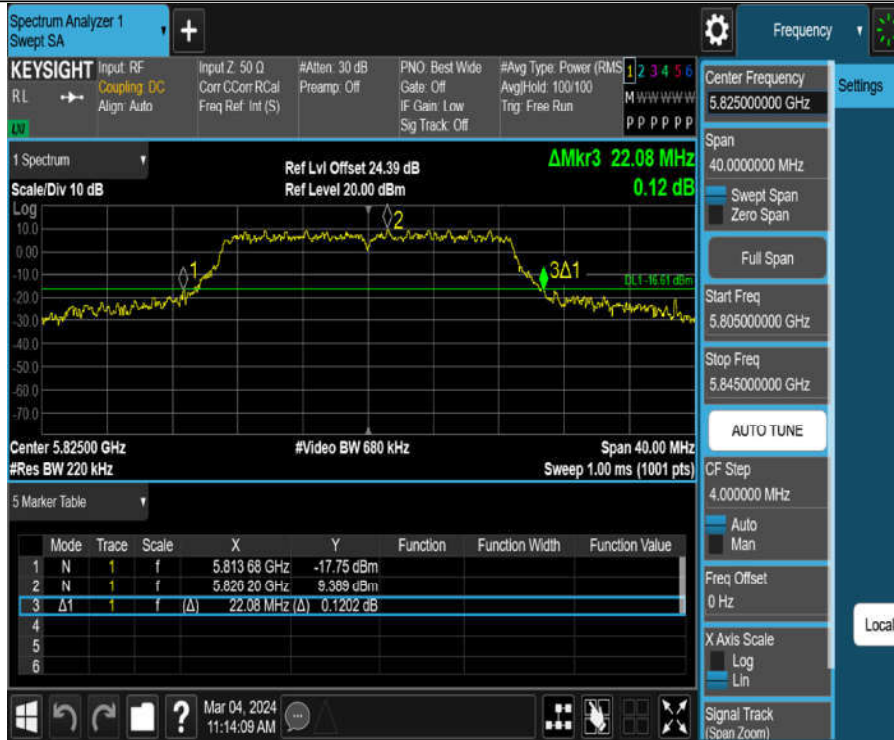 Spectrum Analyzer 1
Swept SA
+
Frequency
KEYSIGHT
RL
LXI
Input: RF
Coupling: DC
Align: Auto
Input Z: 50 Ω
Corr CCorr RCal
Freq Ref: Int (S)
#Atten: 30 dB
Preamp: Off
PNO: Best Wide
Gate: Off
IF Gain: Low
Sig Track: Off
#Avg Type: Power (RMS
Avg|Hold: 100/100
Trig: Free Run
1 2 3 4 5 6
M W W W W W
P P P P P P
1 Spectrum
Scale/Div 10 dB
Ref Lvl Offset 24.39 dB
Ref Level 20.00 dBm
ΔMkr3 22.08 MHz
0.12 dB
Log
10.0
0.00
-10.0
-20.0
-30.0
-40.0
-50.0
-60.0
-70.0
1
2
3Δ1
DL1 -16.61 dBm
Center 5.82500 GHz
#Res BW 220 kHz
#Video BW 680 kHz
Span 40.00 MHz
Sweep 1.00 ms (1001 pts)
5 Marker Table
Mode Trace Scale X Y Function Function Width Function Value
1 N 1 f 5.813 68 GHz -17.75 dBm
2 N 1 f 5.826 20 GHz 9.389 dBm
3 Δ1 1 f (Δ) 22.08 MHz (Δ) 0.1202 dB
4
5
6
Mar 04, 2024
11:14:09 AM
?
Center Frequency
5.825000000 GHz
Span
40.0000000 MHz
Swept Span
Zero Span
Full Span
Start Freq
5.805000000 GHz
Stop Freq
5.845000000 GHz
AUTO TUNE
CF Step
4.000000 MHz
Auto
Man
Freq Offset
0 Hz
X Axis Scale
Log
Lin
Signal Track
(Span Zoom)
Settings
Local